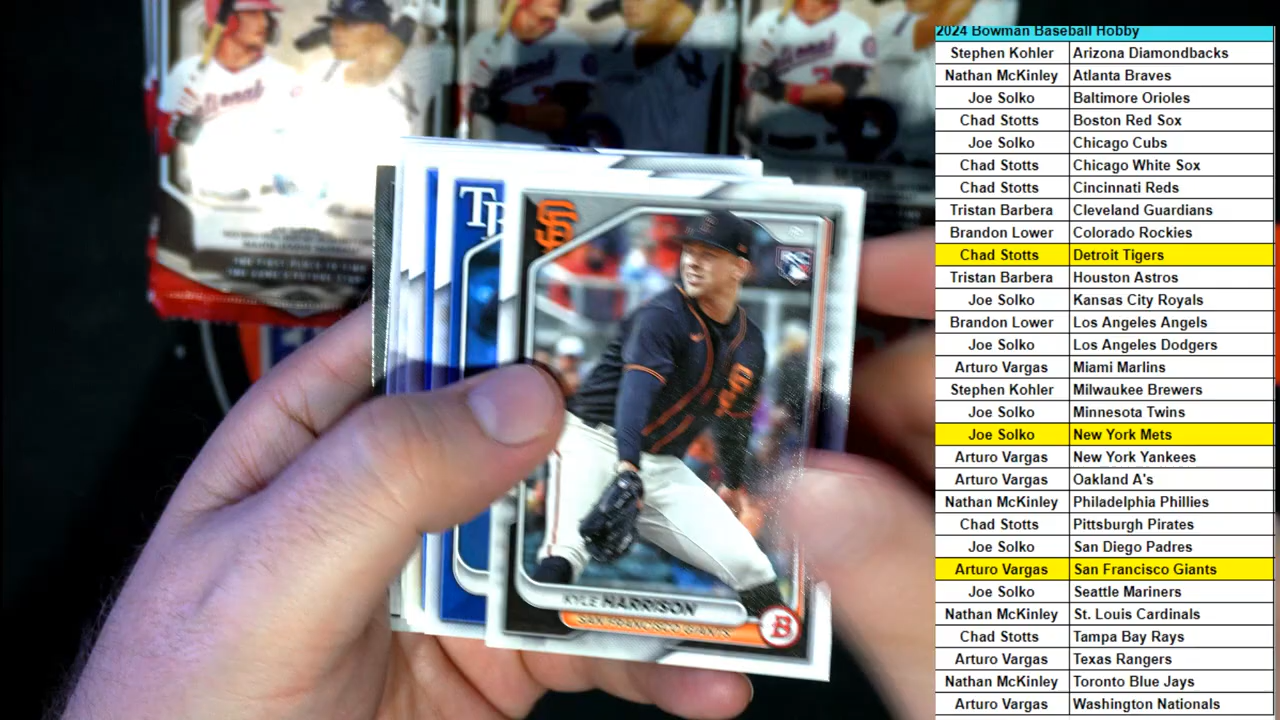 2024 Bowman Baseball Hobby
Stephen Kohler Arizona Diamondbacks
Nathan McKinley Atlanta Braves
Joe Solko Baltimore Orioles
Chad Stotts Boston Red Sox
Joe Solko Chicago Cubs
Chad Stotts Chicago White Sox
Chad Stotts Cincinnati Reds
Tristan Barbera Cleveland Guardians
Brandon Lower Colorado Rockies
Chad Stotts Detroit Tigers
Tristan Barbera Houston Astros
Joe Solko Kansas City Royals
Brandon Lower Los Angeles Angels
Joe Solko Los Angeles Dodgers
Arturo Vargas Miami Marlins
Stephen Kohler Milwaukee Brewers
Joe Solko Minnesota Twins
Joe Solko New York Mets
Arturo Vargas New York Yankees
Arturo Vargas Oakland A's
Nathan McKinley Philadelphia Phillies
Chad Stotts Pittsburgh Pirates
Joe Solko San Diego Padres
Arturo Vargas San Francisco Giants
Joe Solko Seattle Mariners
Nathan McKinley St. Louis Cardinals
Chad Stotts Tampa Bay Rays
Arturo Vargas Texas Rangers
Nathan McKinley Toronto Blue Jays
Arturo Vargas Washington Nationals
TB
SF
RC
KYLE HARRISON
SAN FRANCISCO GIANTS
B